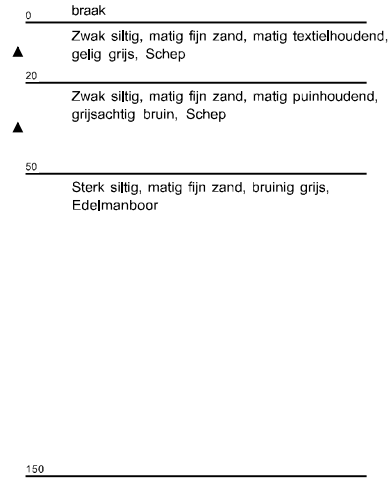 braak
0
Zwak siltig, matig fijn zand, matig textielhoudend,
gelig grijs, Schep
20
Zwak siltig, matig fijn zand, matig puinhoudend,
grijsachtig bruin, Schep
50
Sterk siltig, matig fijn zand, bruinig grijs,
Edelmanboor
150